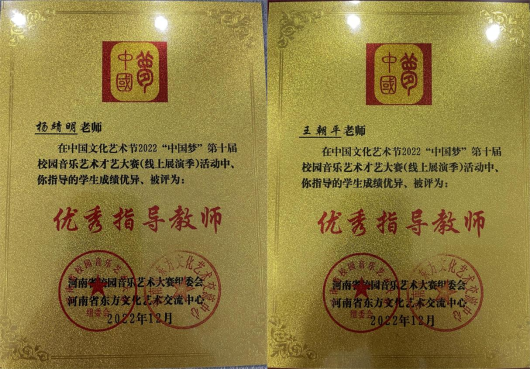 中國夢
杨靖明老师
在中国文化艺术节2022“中国梦”第十届
校园音乐艺术才艺大赛(线上展演季)活动中、
你指导的学生成绩优异、被评为:
优秀指导教师
河南省校园音乐艺术大赛组委会
河南省东方文化艺术交流中心
2022年12月
组委会
中國夢
王朝平老师
在中国文化艺术节2022“中国梦”第十届
校园音乐艺术才艺大赛(线上展演季)活动中、
你指导的学生成绩优异、被评为:
优秀指导教师
河南省校园音乐艺术大赛组委会
河南省东方文化艺术交流中心
2022年12月
组委会